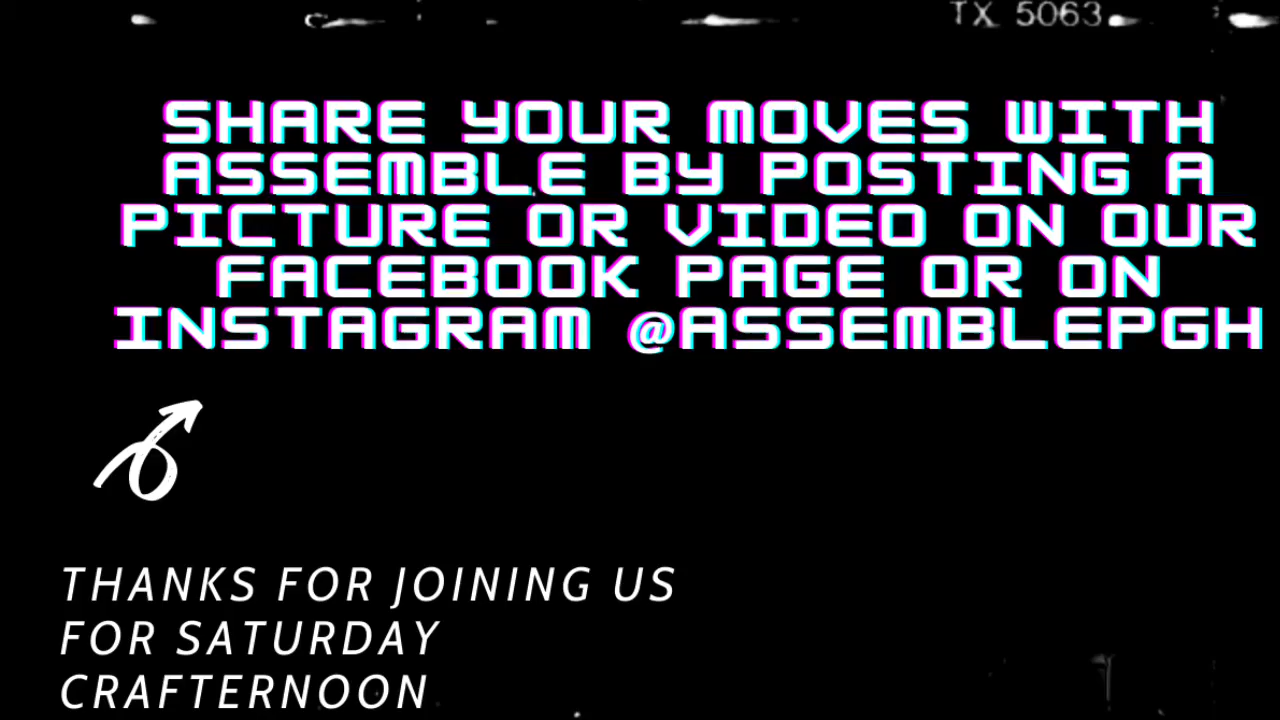 TX 5063
SHARE YOUR MOVES WITH
ASSEMBLE BY POSTING A
PICTURE OR VIDEO ON OUR
FACEBOOK PAGE OR ON
INSTAGRAM @ASSEMBLEPGH
THANKS FOR JOINING US
FOR SATURDAY
CRAFTERNOON